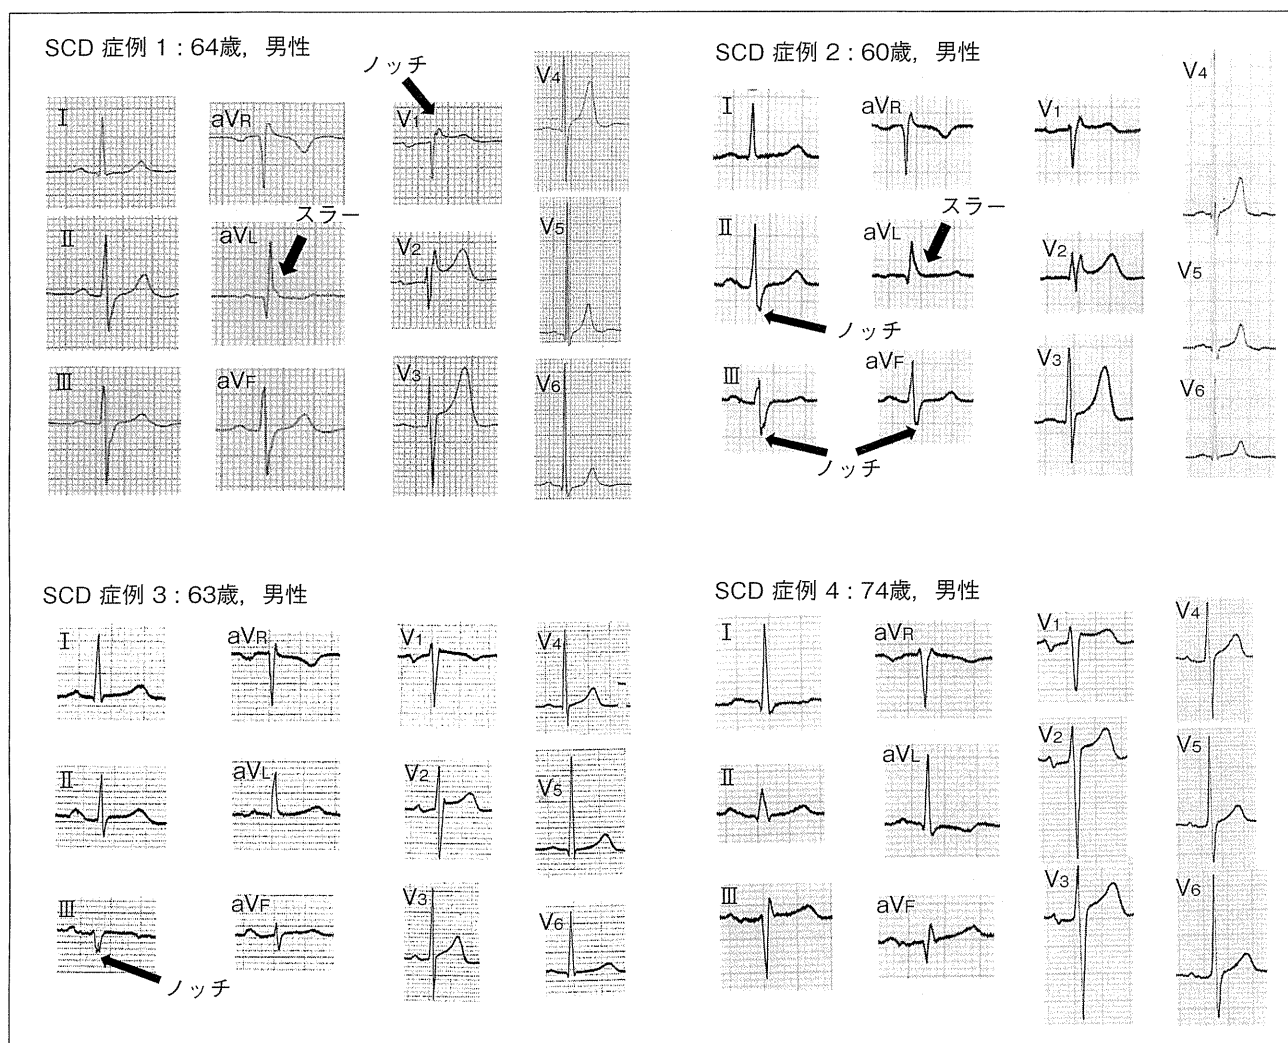 SCD 症例 1：64歳，男性
ノッチ
I
aVR
V1
V4
スラー
II
aVL
V2
V5
III
aVF
V3
V6
SCD 症例 2：60歳，男性
I
aVR
V1
V4
スラー
II
aVL
V2
V5
ノッチ
III
aVF
V3
V6
ノッチ
SCD 症例 3：63歳，男性
I
aVR
V1
V4
II
aVL
V2
V5
III
aVF
V3
V6
ノッチ
SCD 症例 4：74歳，男性
I
aVR
V1
V4
II
aVL
V2
V5
III
aVF
V3
V6